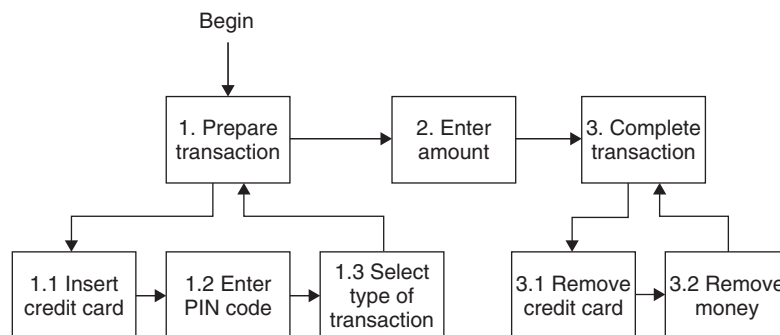 Begin
1. Prepare
transaction
2. Enter
amount
3. Complete
transaction
1.1 Insert
credit card
1.2 Enter
PIN code
1.3 Select
type of
transaction
3.1 Remove
credit card
3.2 Remove
money